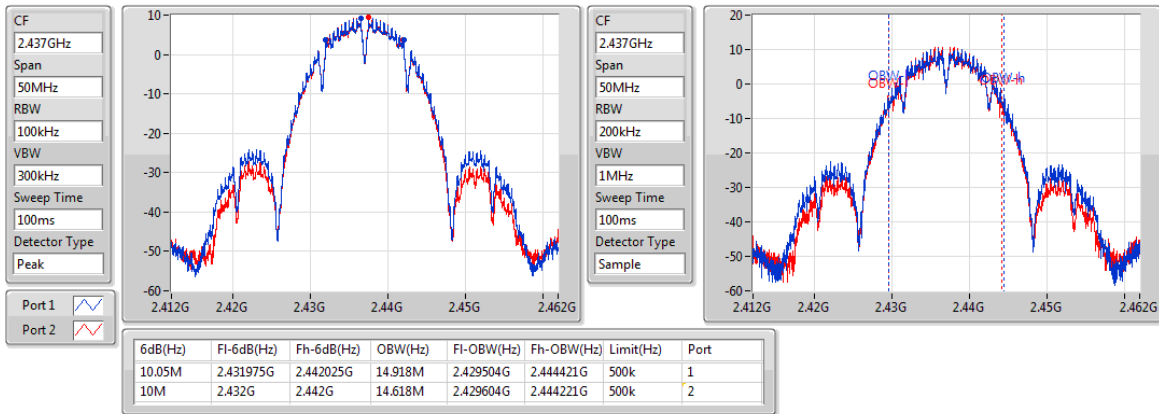 CF
2.437GHz
Span
50MHz
RBW
100kHz
VBW
300kHz
Sweep Time
100ms
Detector Type
Peak
Port 1
Port 2
10
0
-10
-20
-30
-40
-50
-60
2.412G 2.42G 2.43G 2.44G 2.45G 2.462G
CF
2.437GHz
Span
50MHz
RBW
200kHz
VBW
1MHz
Sweep Time
100ms
Detector Type
Sample
20
10
0
-10
-20
-30
-40
-50
-60
OBW-h
2.412G 2.42G 2.43G 2.44G 2.45G 2.462G
6dB(Hz) Fl-6dB(Hz) Fh-6dB(Hz) OBW(Hz) Fl-OBW(Hz) Fh-OBW(Hz) Limit(Hz) Port
10.05M 2.431975G 2.442025G 14.918M 2.429504G 2.444421G 500k 1
10M 2.432G 2.442G 14.618M 2.429604G 2.444221G 500k 2